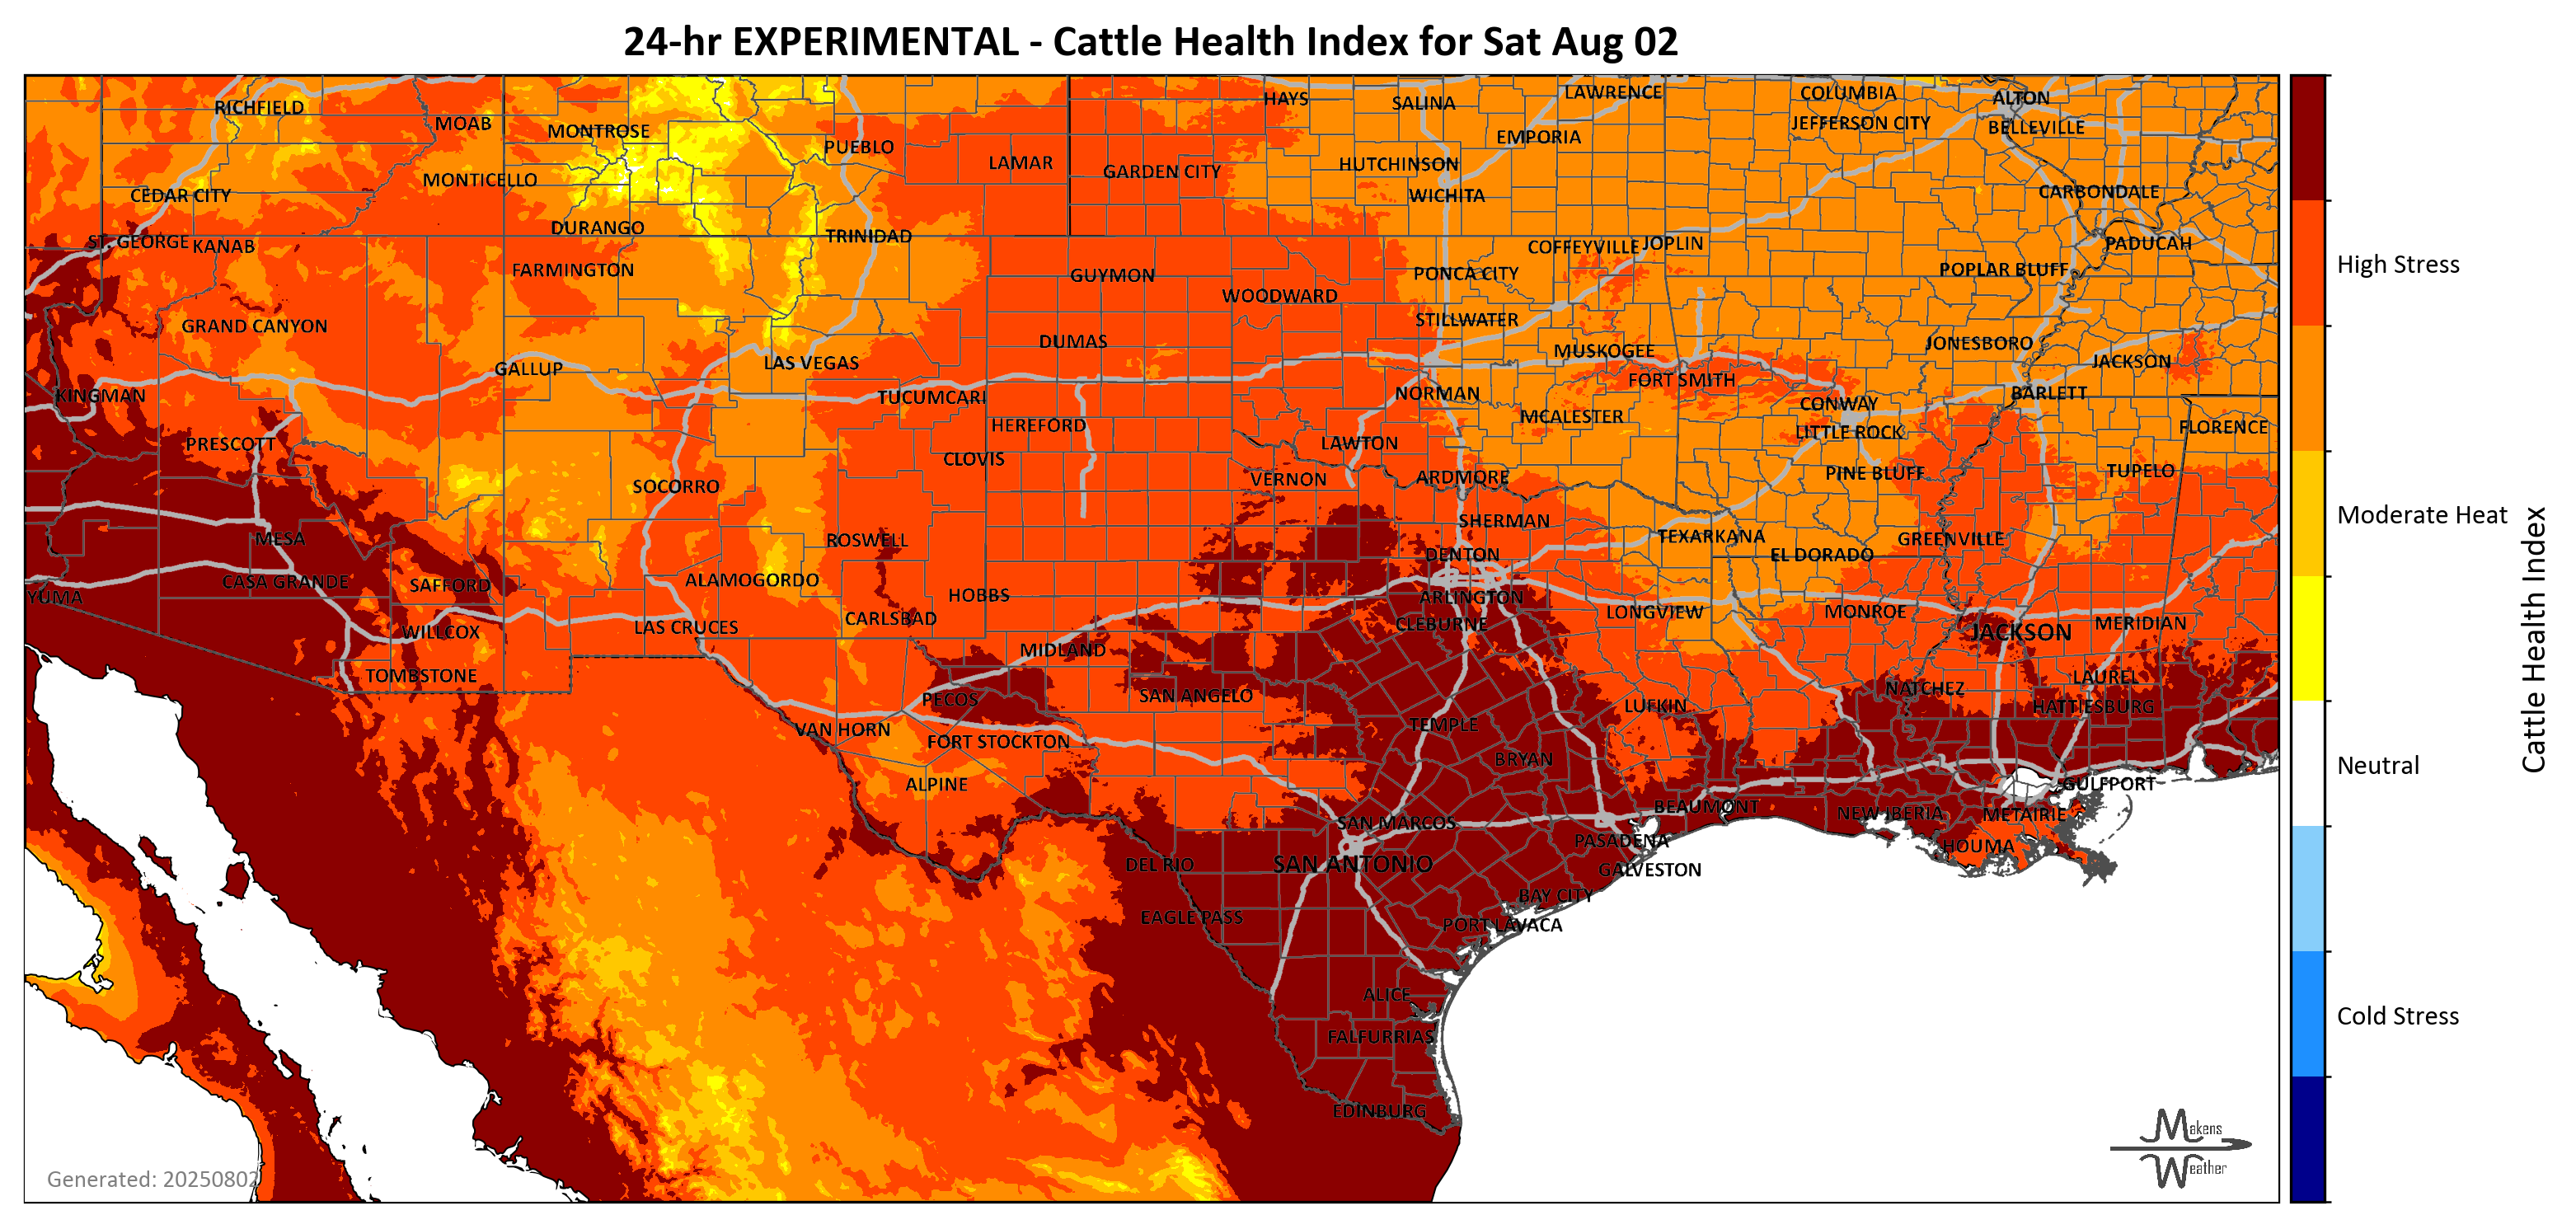 24-hr EXPERIMENTAL - Cattle Health Index for Sat Aug 02
RICHFIELD
MOAB
MONTROSE
PUEBLO
LAMAR
GARDEN CITY
HAYS
SALINA
LAWRENCE
EMPORIA
COLUMBIA
JEFFERSON CITY
ALTON
BELLEVILLE
CEDAR CITY
MONTICELLO
HUTCHINSON
WICHITA
CARBONDALE
ST. GEORGE
KANAB
DURANGO
TRINIDAD
FARMINGTON
GUYMON
WOODWARD
PONCA CITY
COFFEYVILLE
JOPLIN
POPLAR BLUFF
PADUCAH
High Stress
GRAND CANYON
DUMAS
STILLWATER
MUSKOGEE
JONESBORO
JACKSON
GALLUP
LAS VEGAS
KINGMAN
TUCUMCARI
NORMAN
FORT SMITH
CONWAY
BARLETT
PRESCOTT
HEREFORD
LAWTON
MCALESTER
LITTLE ROCK
FLORENCE
CLOVIS
SOCORRO
VERNON
ARDMORE
PINE BLUFF
TUPELO
Moderate Heat
MESA
ROSWELL
SHERMAN
DENTON
TEXARKANA
EL DORADO
GREENVILLE
YUMA
CASA GRANDE
SAFFORD
ALAMOGORDO
HOBBS
ARLINGTON
CARLSBAD
CLEBURNE
LONGVIEW
MONROE
JACKSON
MERIDIAN
WILLCOX
LAS CRUCES
MIDLAND
TOMBSTONE
PECOS
SAN ANGELO
LUFKIN
NATCHEZ
LAUREL
HATTIESBURG
Cattle Health Index
VAN HORN
FORT STOCKTON
TEMPLE
BRYAN
Neutral
ALPINE
GULFPORT
SAN MARCOS
BEAUMONT
NEW IBERIA
METAIRIE
DEL RIO
SAN ANTONIO
PASADENA
GALVESTON
HOUMA
EAGLE PASS
BAY CITY
PORT LAVACA
ALICE
Cold Stress
FALFURRIAS
EDINBURG
Makens
Weather
Generated: 20250802